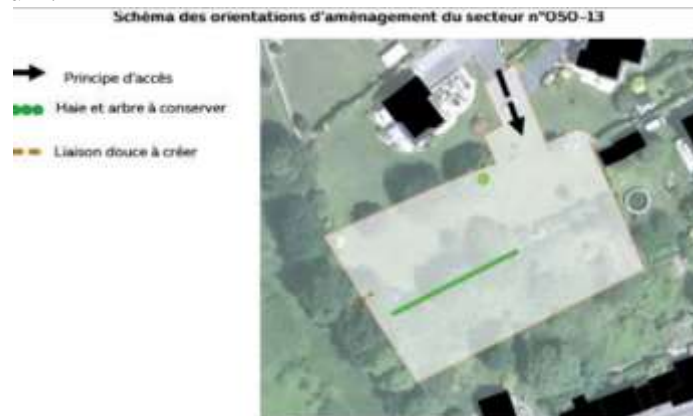 Schéma des orientations d'aménagement du secteur n°050-13
Principe d'accès
Haie et arbre à conserver
Liaison douce à créer